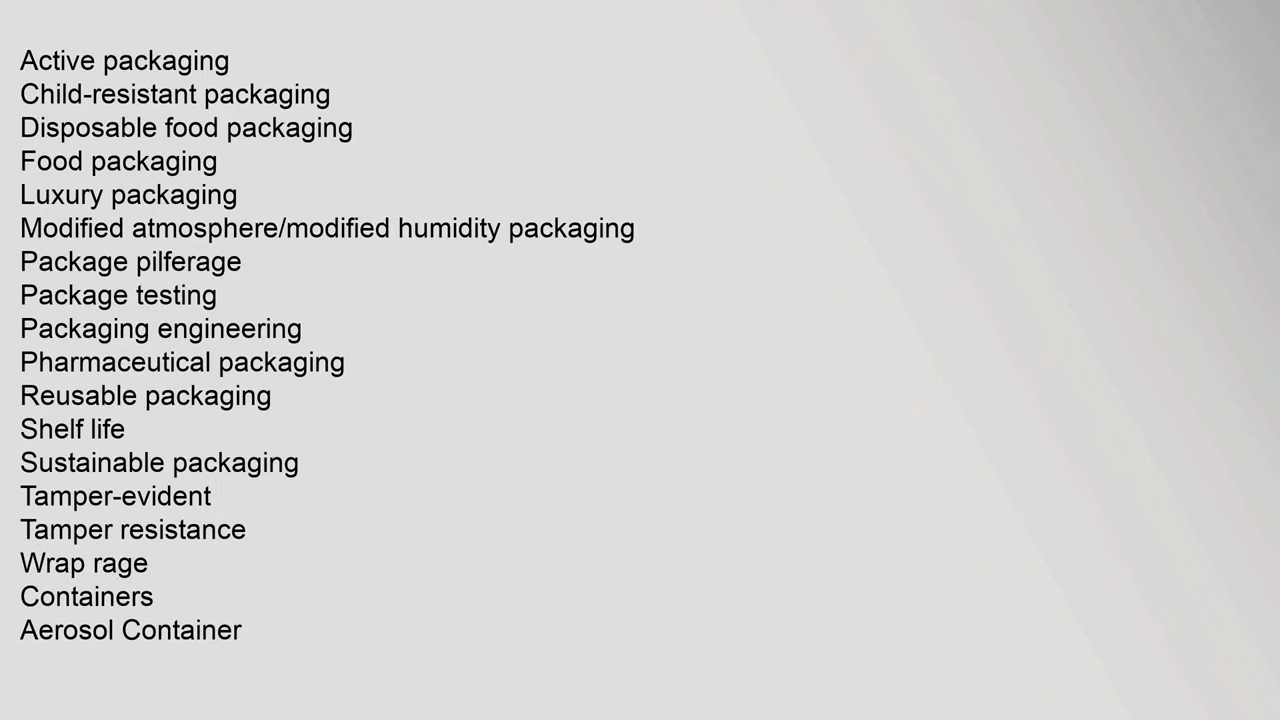 Active packaging
Child-resistant packaging
Disposable food packaging
Food packaging
Luxury packaging
Modified atmosphere/modified humidity packaging
Package pilferage
Package testing
Packaging engineering
Pharmaceutical packaging
Reusable packaging
Shelf life
Sustainable packaging
Tamper-evident
Tamper resistance
Wrap rage
Containers
Aerosol Container